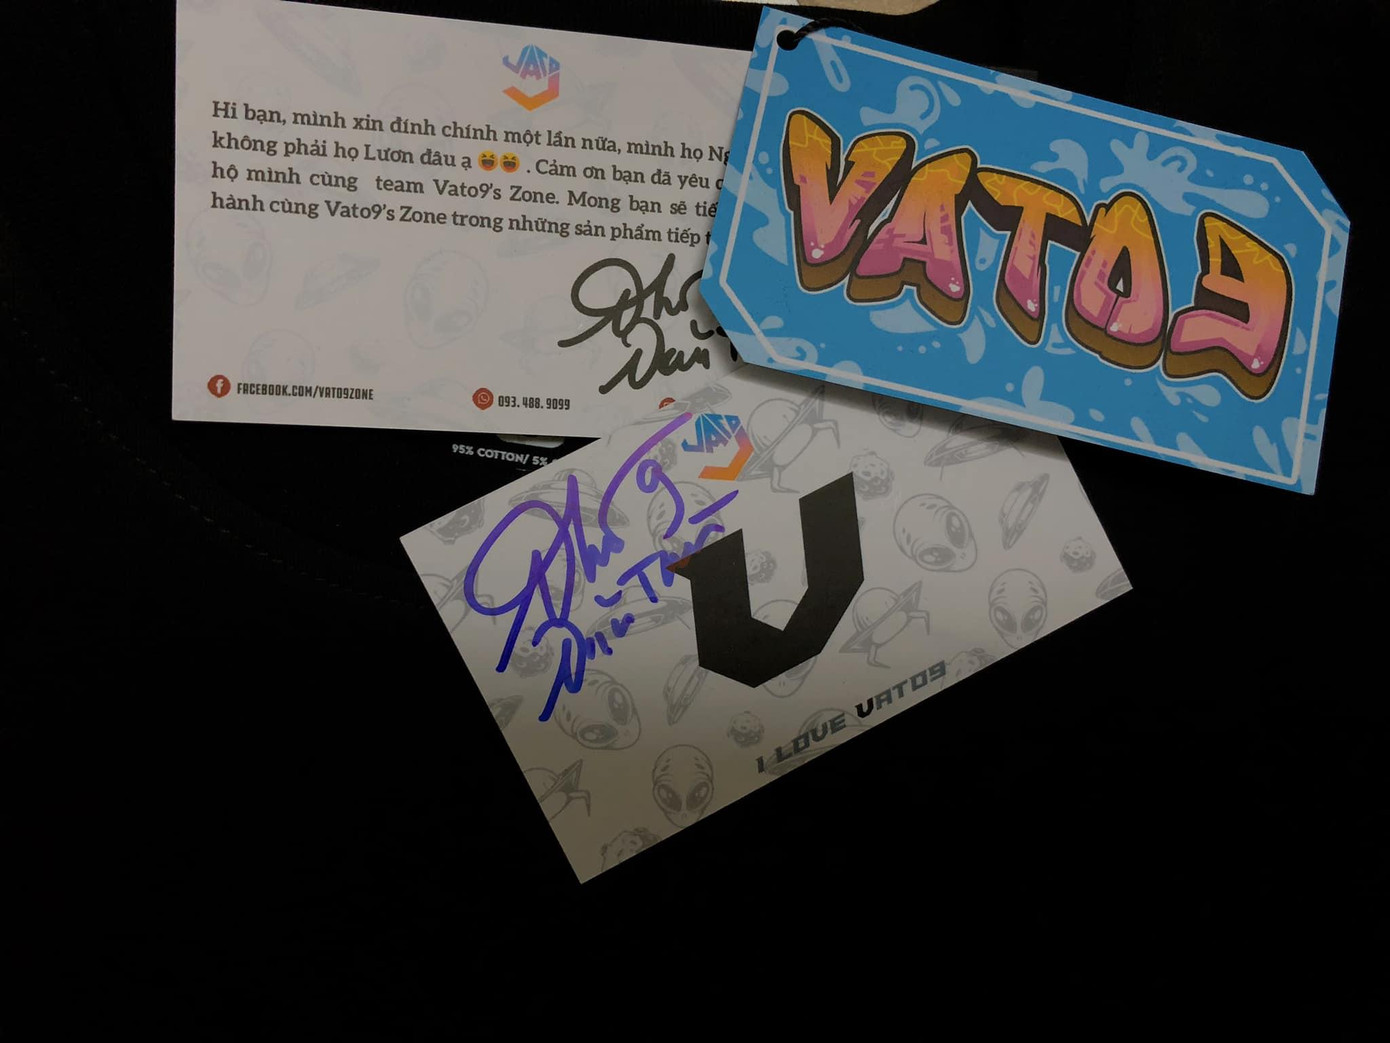 VATO9
Hi bạn, mình xin đính chính một lần nữa, mình họ
không phải họ Lươn đâu ạ 😆😆 . Cảm ơn bạn đã yêu
hộ mình cùng team Vato9's Zone. Mong bạn sẽ
hành cùng Vato9's Zone trong những sản phẩm tiếp
FACEBOOK.COM/VATO9ZONE
093.488.9099
VATO9
95% COTTON/ 5%
VATO9
I LOVE VATO9